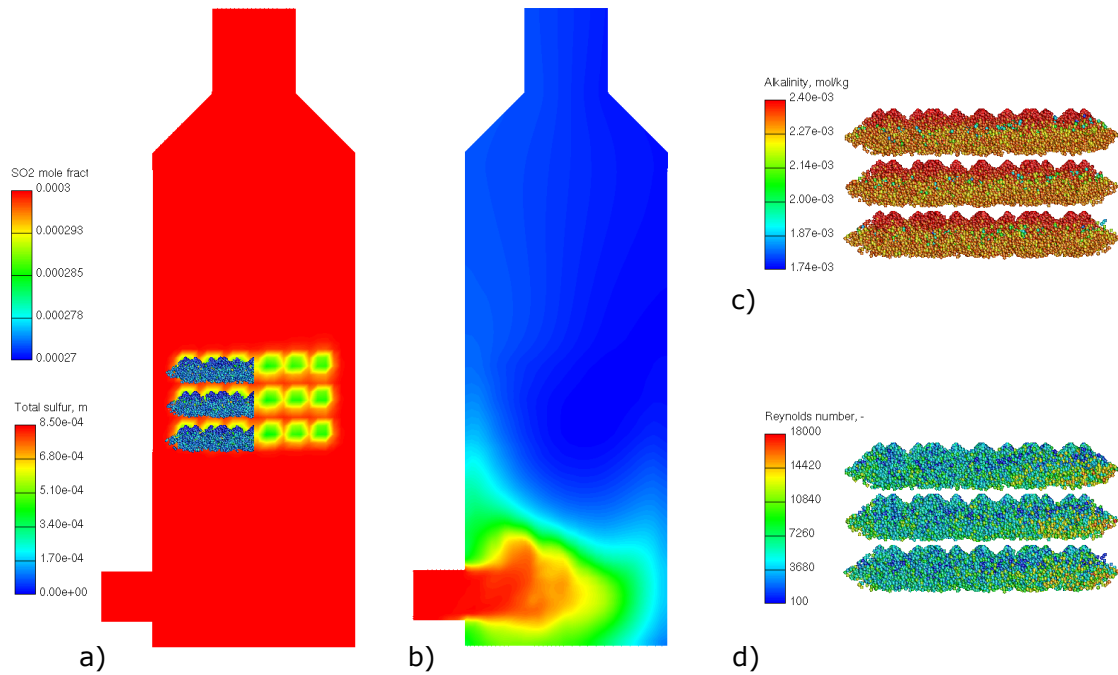 SO2 mole fract
0.0003
0.000293
0.000285
0.000278
0.00027
Total sulfur, m
8.50e-04
6.80e-04
5.10e-04
3.40e-04
1.70e-04
0.00e+00
a)
b)
Alkalinity, mol/kg
2.40e-03
2.27e-03
2.14e-03
2.00e-03
1.87e-03
1.74e-03
c)
Reynolds number, -
18000
14420
10840
7260
3680
100
d)